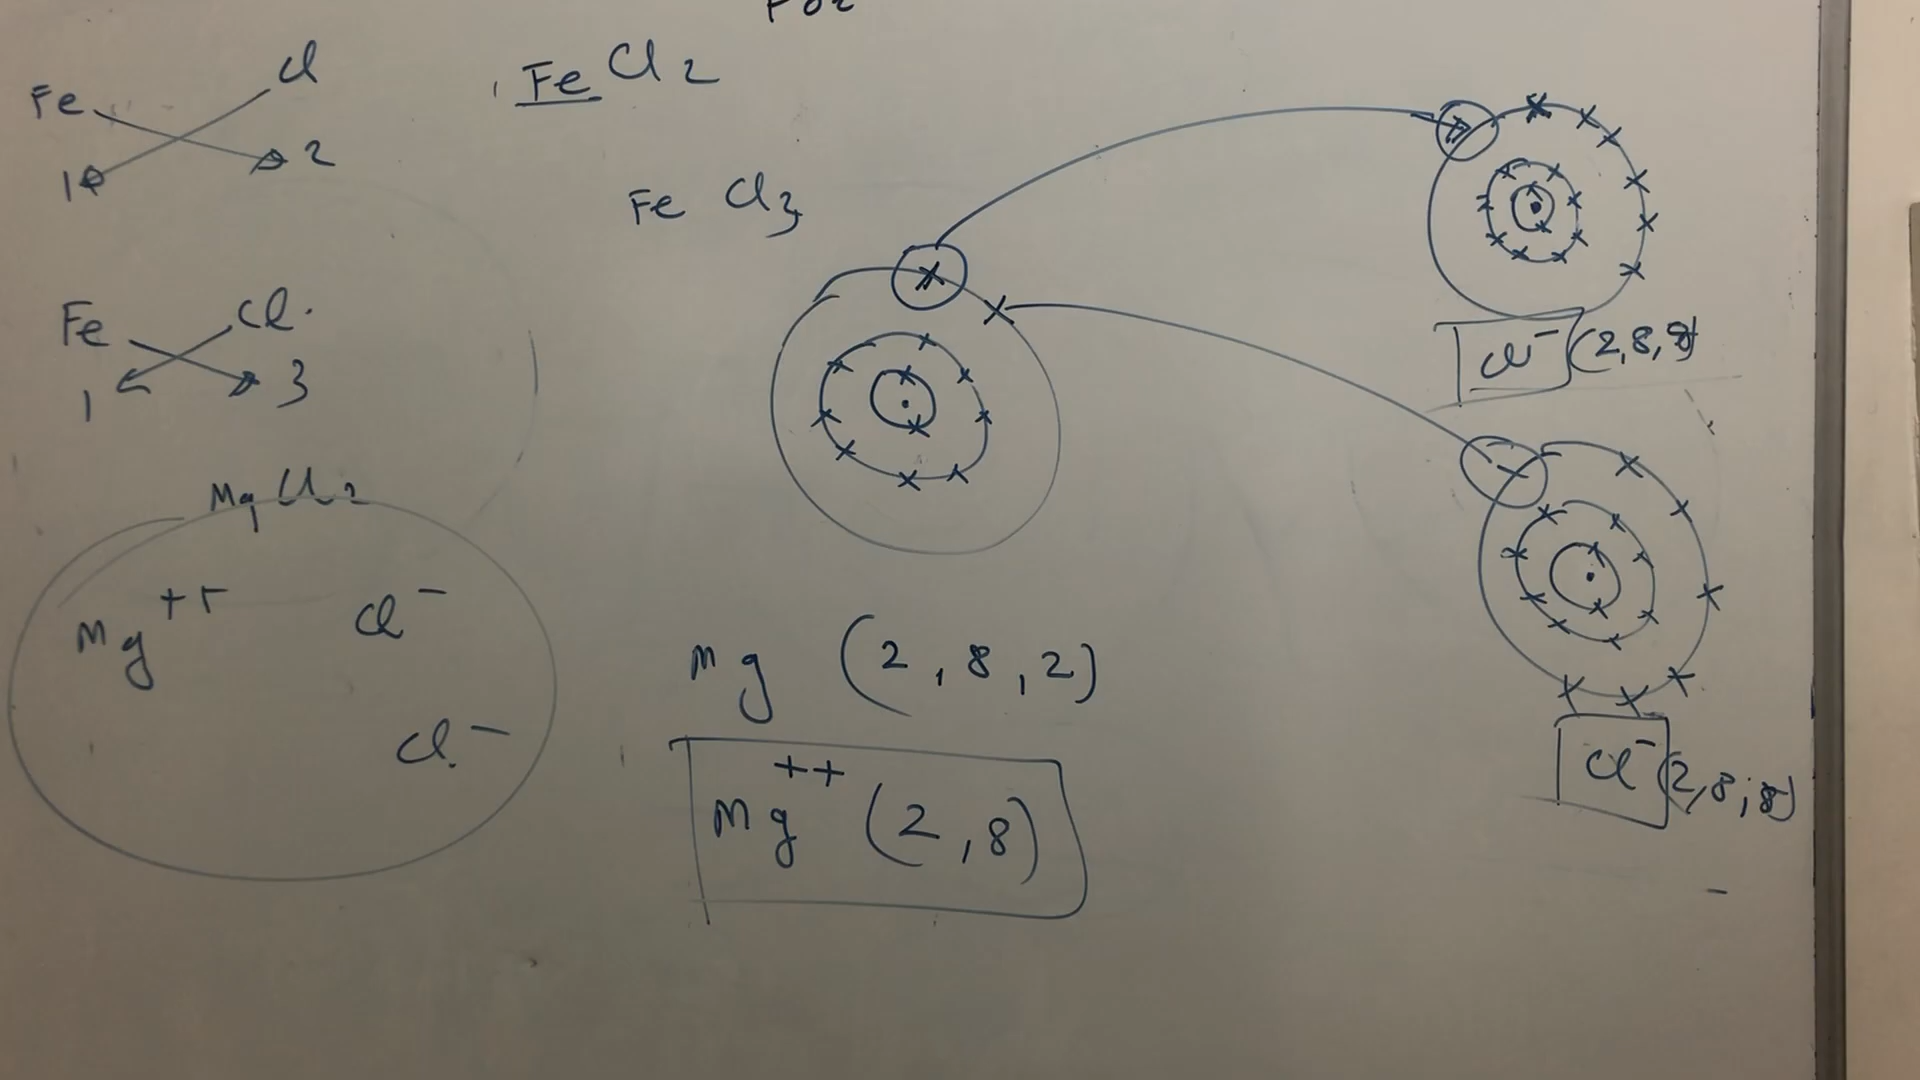 Fe Cl
1 2
FeCl2
FeCl3
Fe Cl.
1 3
MgCl2
Mg++ Cl-
Cl-
Mg (2,8,2)
Mg++ (2,8)
Cl- (2,8,8)
Cl- (2,8,8)